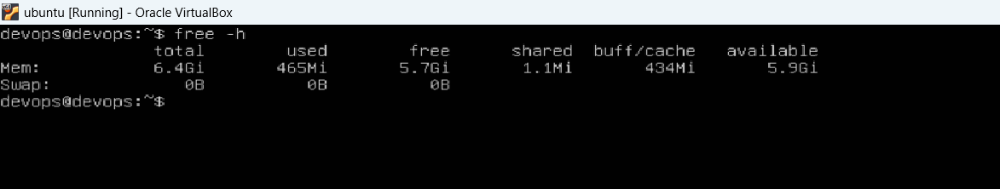 ubuntu [Running] - Oracle VirtualBox
devops@devops:~$ free -h
total used free shared buff/cache available
Mem: 6.4Gi 465Mi 5.7Gi 1.1Mi 434Mi 5.9Gi
Swap: 0B 0B 0B
devops@devops:~$